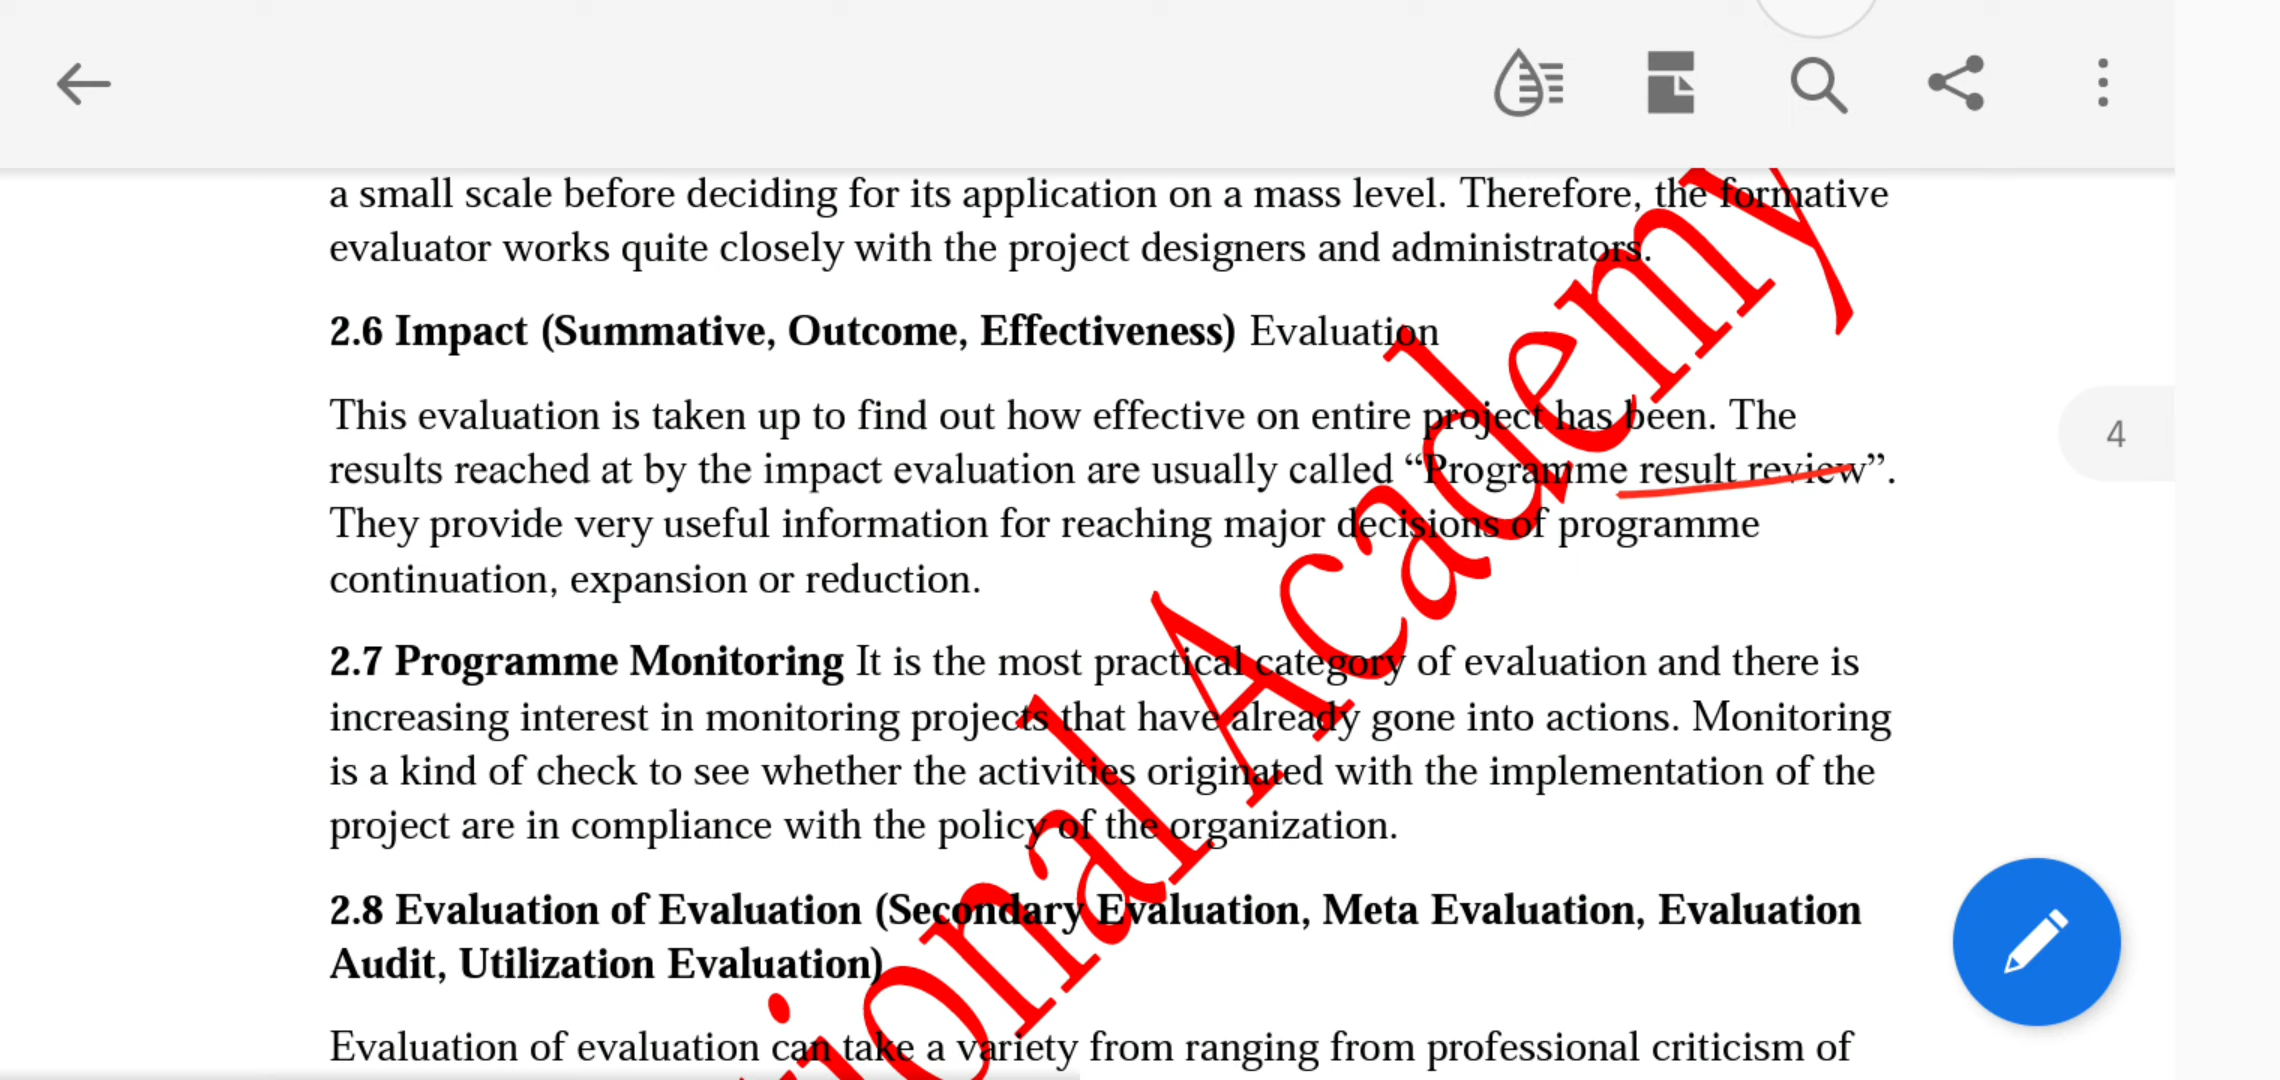 a small scale before deciding for its application on a mass level. Therefore, the formative
evaluator works quite closely with the project designers and administrators.
2.6 Impact (Summative, Outcome, Effectiveness) Evaluation
This evaluation is taken up to find out how effective on entire project has been. The
results reached at by the impact evaluation are usually called “Programme result review”.
They provide very useful information for reaching major decisions of programme
continuation, expansion or reduction.
2.7 Programme Monitoring It is the most practical category of evaluation and there is
increasing interest in monitoring projects that have already gone into actions. Monitoring
is a kind of check to see whether the activities originated with the implementation of the
project are in compliance with the policy of the organization.
2.8 Evaluation of Evaluation (Secondary Evaluation, Meta Evaluation, Evaluation
Audit, Utilization Evaluation)
Evaluation of evaluation can take a variety from ranging from professional criticism of
4
ional Academy